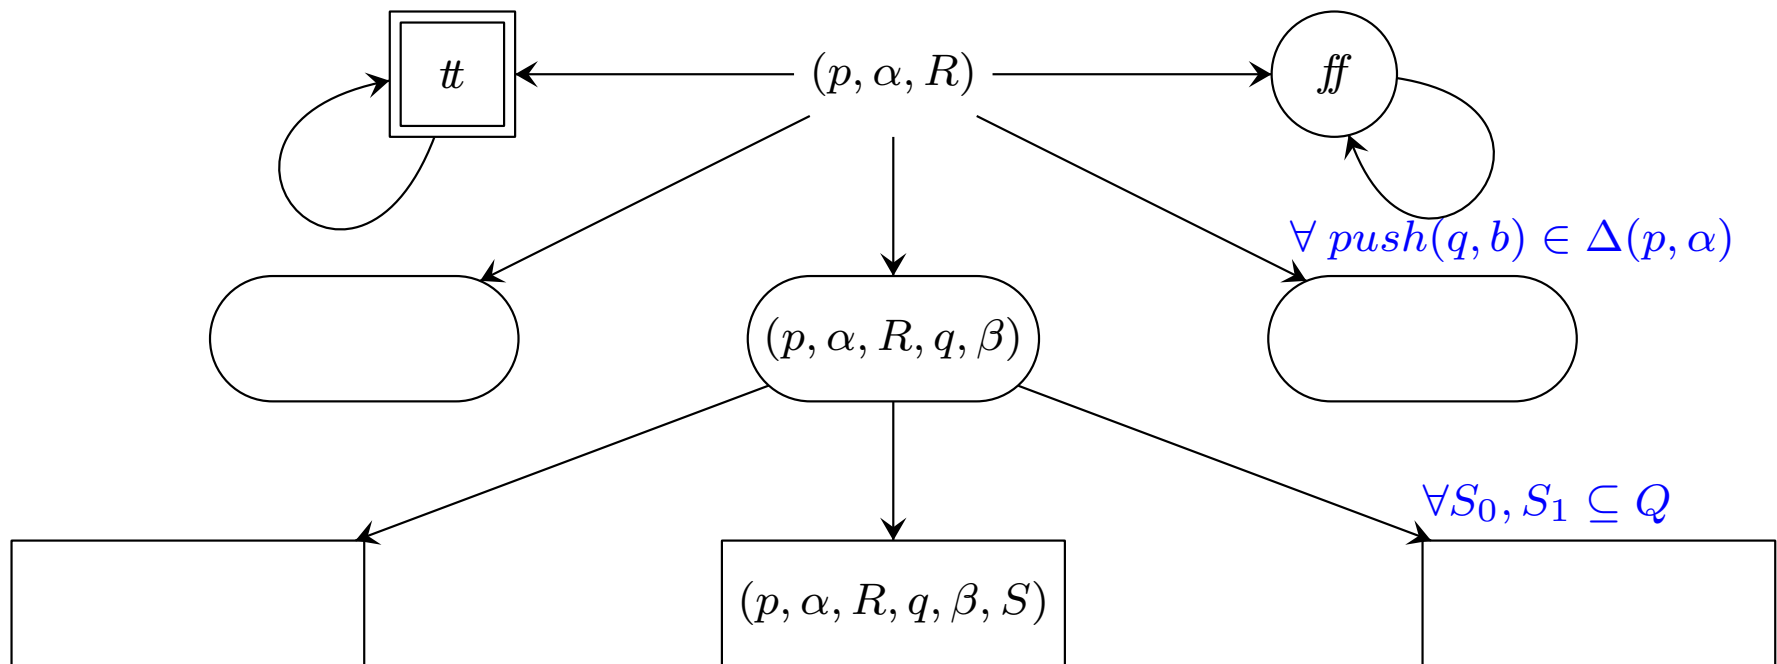 tt (p, α, R) ff
∀ push(q, b) ∈ Δ(p, α)
(p, α, R, q, β)
∀S₀, S₁ ⊆ Q
(p, α, R, q, β, S)